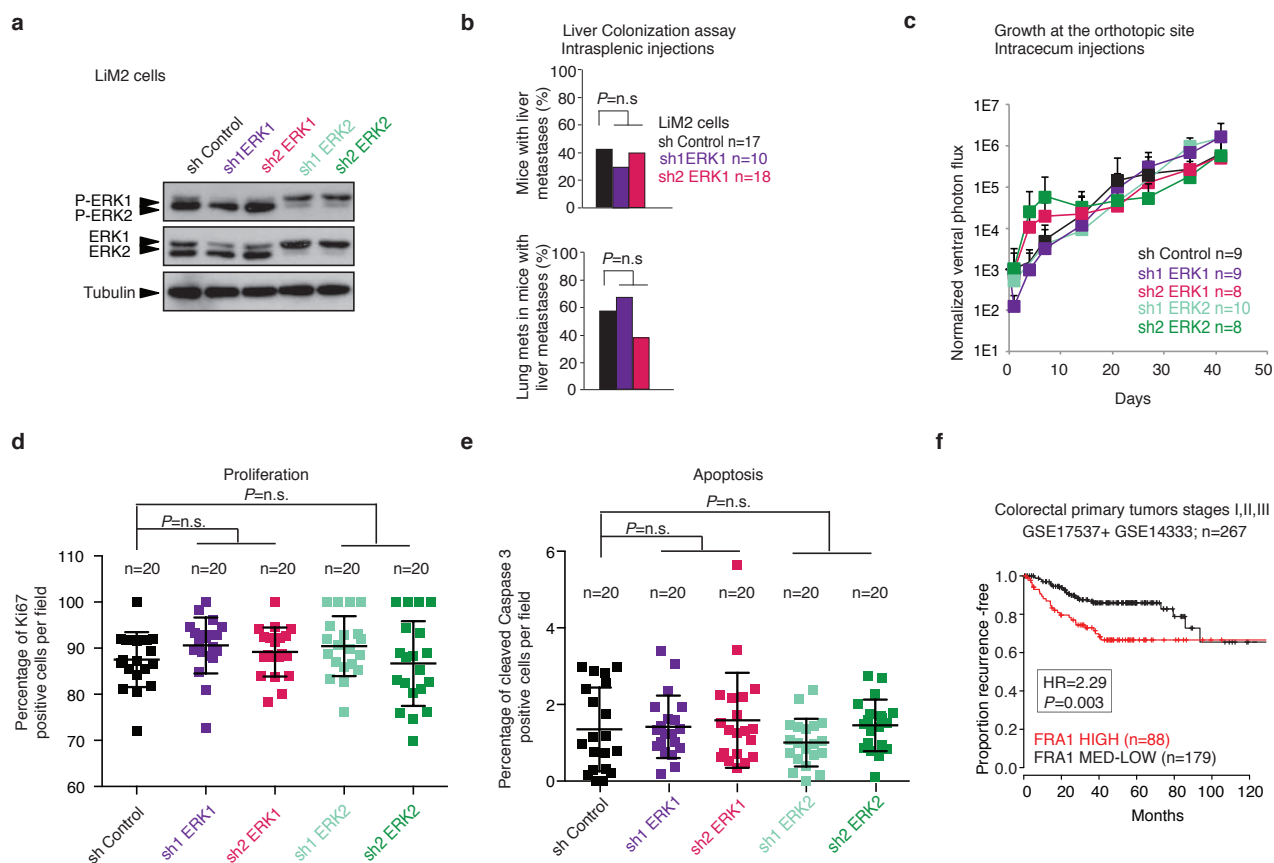 a
LiM2 cells
sh Control
sh1ERK1
sh2 ERK1
sh1 ERK2
sh2 ERK2
P-ERK1
P-ERK2
ERK1
ERK2
Tubulin
b
Liver Colonization assay
Intrasplenic injections
Mice with liver
metastases (%)
100
80
60
40
20
0
P=n.s
LiM2 cells
sh Control n=17
sh1ERK1 n=10
sh2 ERK1 n=18
Lung mets in mice with
liver metastases (%)
100
80
60
40
20
0
P=n.s
c
Growth at the orthotopic site
Intracecum injections
Normalized ventral photon flux
1E7
1E6
1E5
1E4
1E3
1E2
1E1
0
10
20
30
40
50
Days
sh Control n=9
sh1 ERK1 n=9
sh2 ERK1 n=8
sh1 ERK2 n=10
sh2 ERK2 n=8
d
Proliferation
P=n.s.
P=n.s.
Percentage of Ki67
positive cells per field
110
100
90
80
70
60
n=20
n=20
n=20
n=20
n=20
sh Control
sh1 ERK1
sh2 ERK1
sh1 ERK2
sh2 ERK2
e
Apoptosis
P=n.s.
P=n.s.
Percentage of cleaved Caspase 3
positive cells per field
6
4
2
0
n=20
n=20
n=20
n=20
n=20
sh Control
sh1 ERK1
sh2 ERK1
sh1 ERK2
sh2 ERK2
f
Colorectal primary tumors stages I,II,III
GSE17537+ GSE14333; n=267
Proportion recurrence -free
1.0
0.8
0.6
0.4
0.2
0.0
HR=2.29
P=0.003
FRA1 HIGH (n=88)
FRA1 MED-LOW (n=179)
0
20
40
60
80
100
120
Months